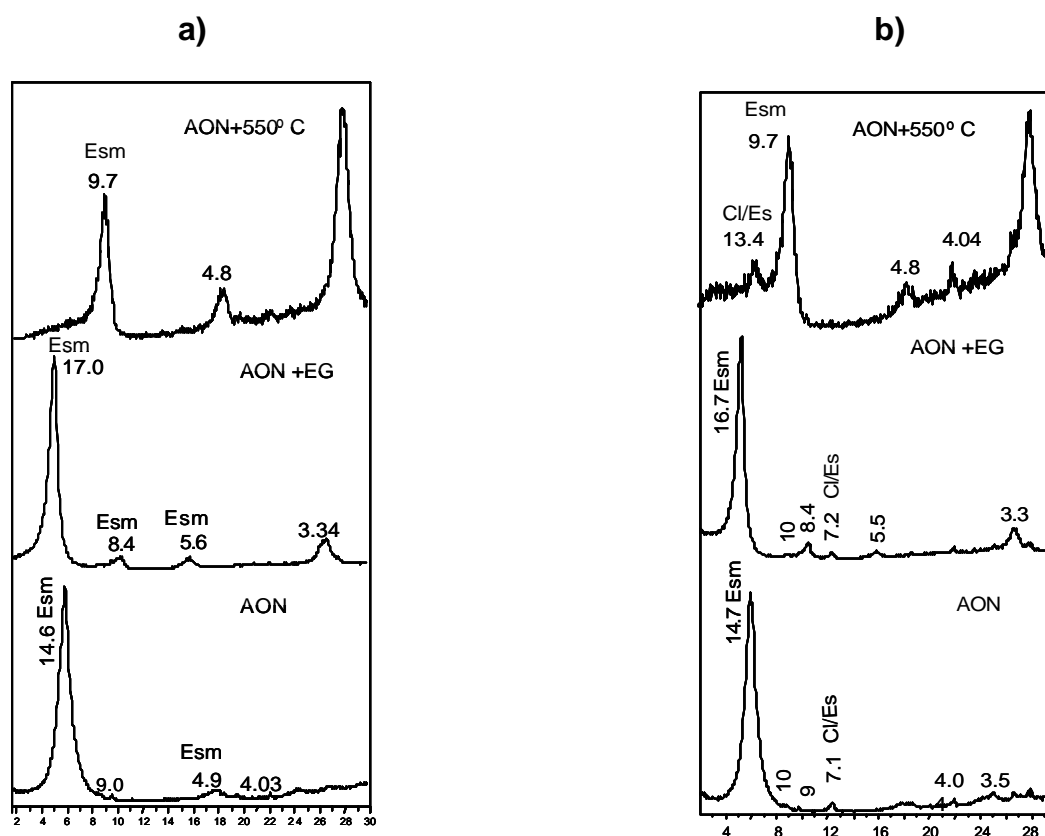 a)
AON+550º C
Esm
9.7
4.8
Esm
17.0
AON +EG
Esm
8.4
Esm
5.6
3.34
AON
14.6 Esm
9.0
Esm
4.9
4.03
2 4 6 8 10 12 14 16 18 20 22 24 26 28 30
b)
Esm
9.7
AON+550º C
Cl/Es
13.4
4.8
4.04
AON +EG
16.7 Esm
10
8.4
7.2 Cl/Es
5.5
3.3
AON
14.7 Esm
10
9
7.1 Cl/Es
4.0
3.5
4 8 12 16 20 24 28